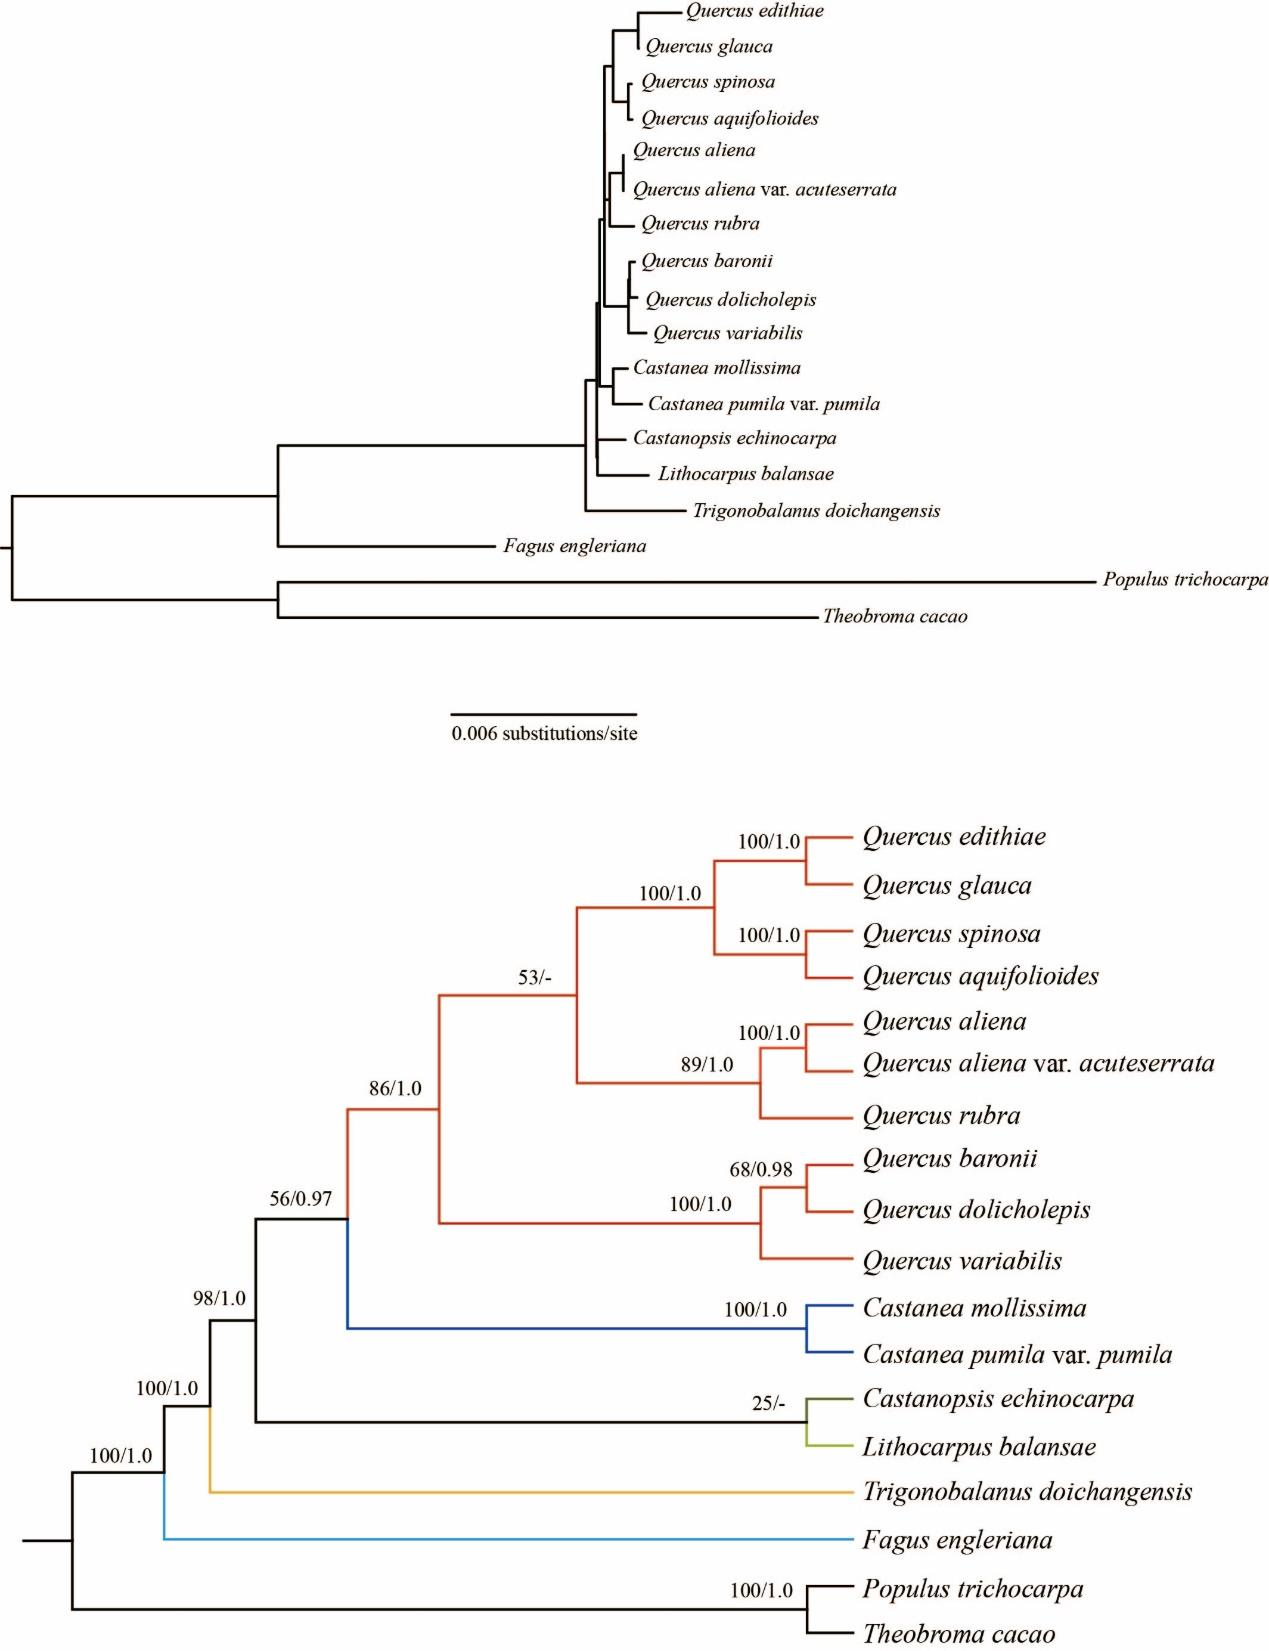 Quercus edithiae
Quercus glauca
Quercus spinosa
Quercus aquifolioides
Quercus aliena
Quercus aliena var. acuteserrata
Quercus rubra
Quercus baronii
Quercus dolicholepis
Quercus variabilis
Castanea mollissima
Castanea pumila var. pumila
Castanopsis echinocarpa
Lithocarpus balansae
Trigonobalanus doichangensis
Fagus engleriana
Populus trichocarpa
Theobroma cacao
0.006 substitutions/site
100/1.0 Quercus edithiae
Quercus glauca
100/1.0
100/1.0 Quercus spinosa
Quercus aquifolioides
53/-
100/1.0 Quercus aliena
89/1.0 Quercus aliena var. acuteserrata
86/1.0
Quercus rubra
68/0.98 Quercus baronii
56/0.97 100/1.0 Quercus dolicholepis
Quercus variabilis
98/1.0 100/1.0 Castanea mollissima
Castanea pumila var. pumila
100/1.0 25/- Castanopsis echinocarpa
100/1.0 Lithocarpus balansae
Trigonobalanus doichangensis
Fagus engleriana
100/1.0 Populus trichocarpa
Theobroma cacao